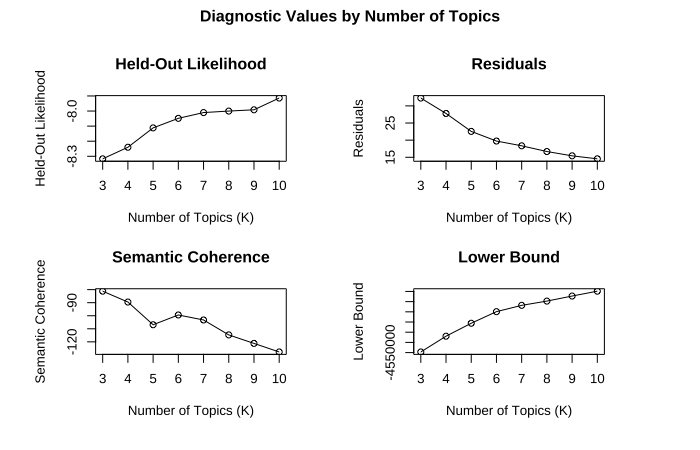 Diagnostic Values by Number of Topics
Held-Out Likelihood
Held-Out Likelihood
-8.0
-8.3
3 4 5 6 7 8 9 10
Number of Topics (K)
Residuals
Residuals
25
15
3 4 5 6 7 8 9 10
Number of Topics (K)
Semantic Coherence
Semantic Coherence
-90
-120
3 4 5 6 7 8 9 10
Number of Topics (K)
Lower Bound
Lower Bound
-4550000
3 4 5 6 7 8 9 10
Number of Topics (K)